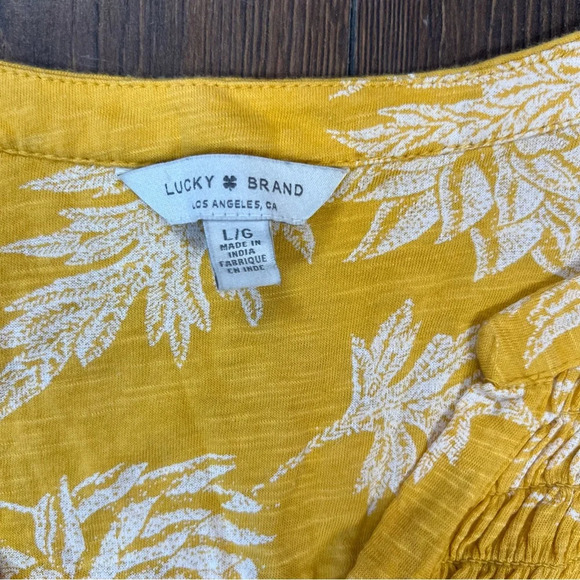 LUCKY BRAND
LOS ANGELES, CA
L/G
MADE IN
INDIA
FABRIQUE
EN INDE